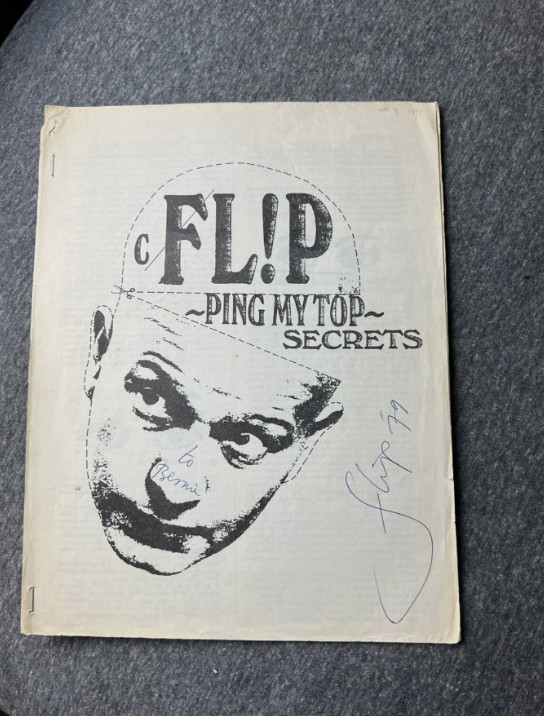 C FL!P
~PING MY TOP~
SECRETS
to
Bernie
Flip 79